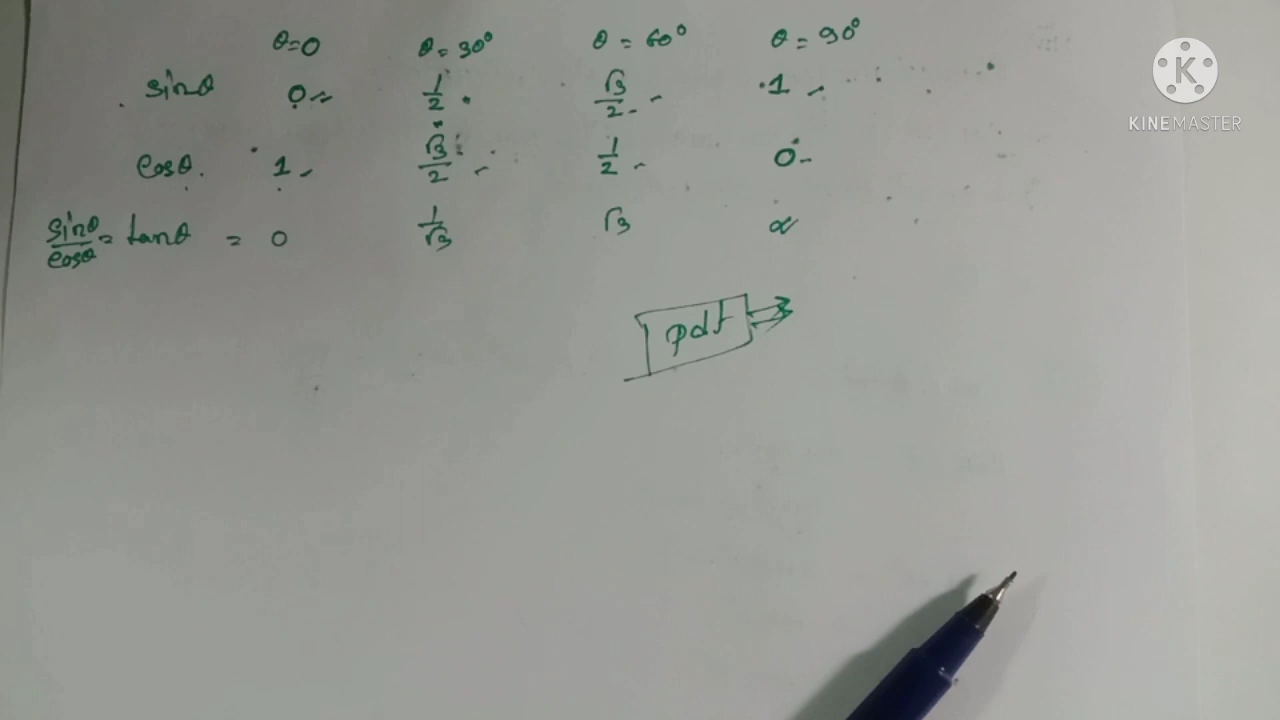 θ=0 θ=30° θ=60° θ=90°
sinθ 0 1/2 √3/2 1
cosθ. 1 √3/2 1/2 0
sinθ/cosθ = tanθ = 0 1/√3 √3 ∝
pdf
K
KINEMASTER